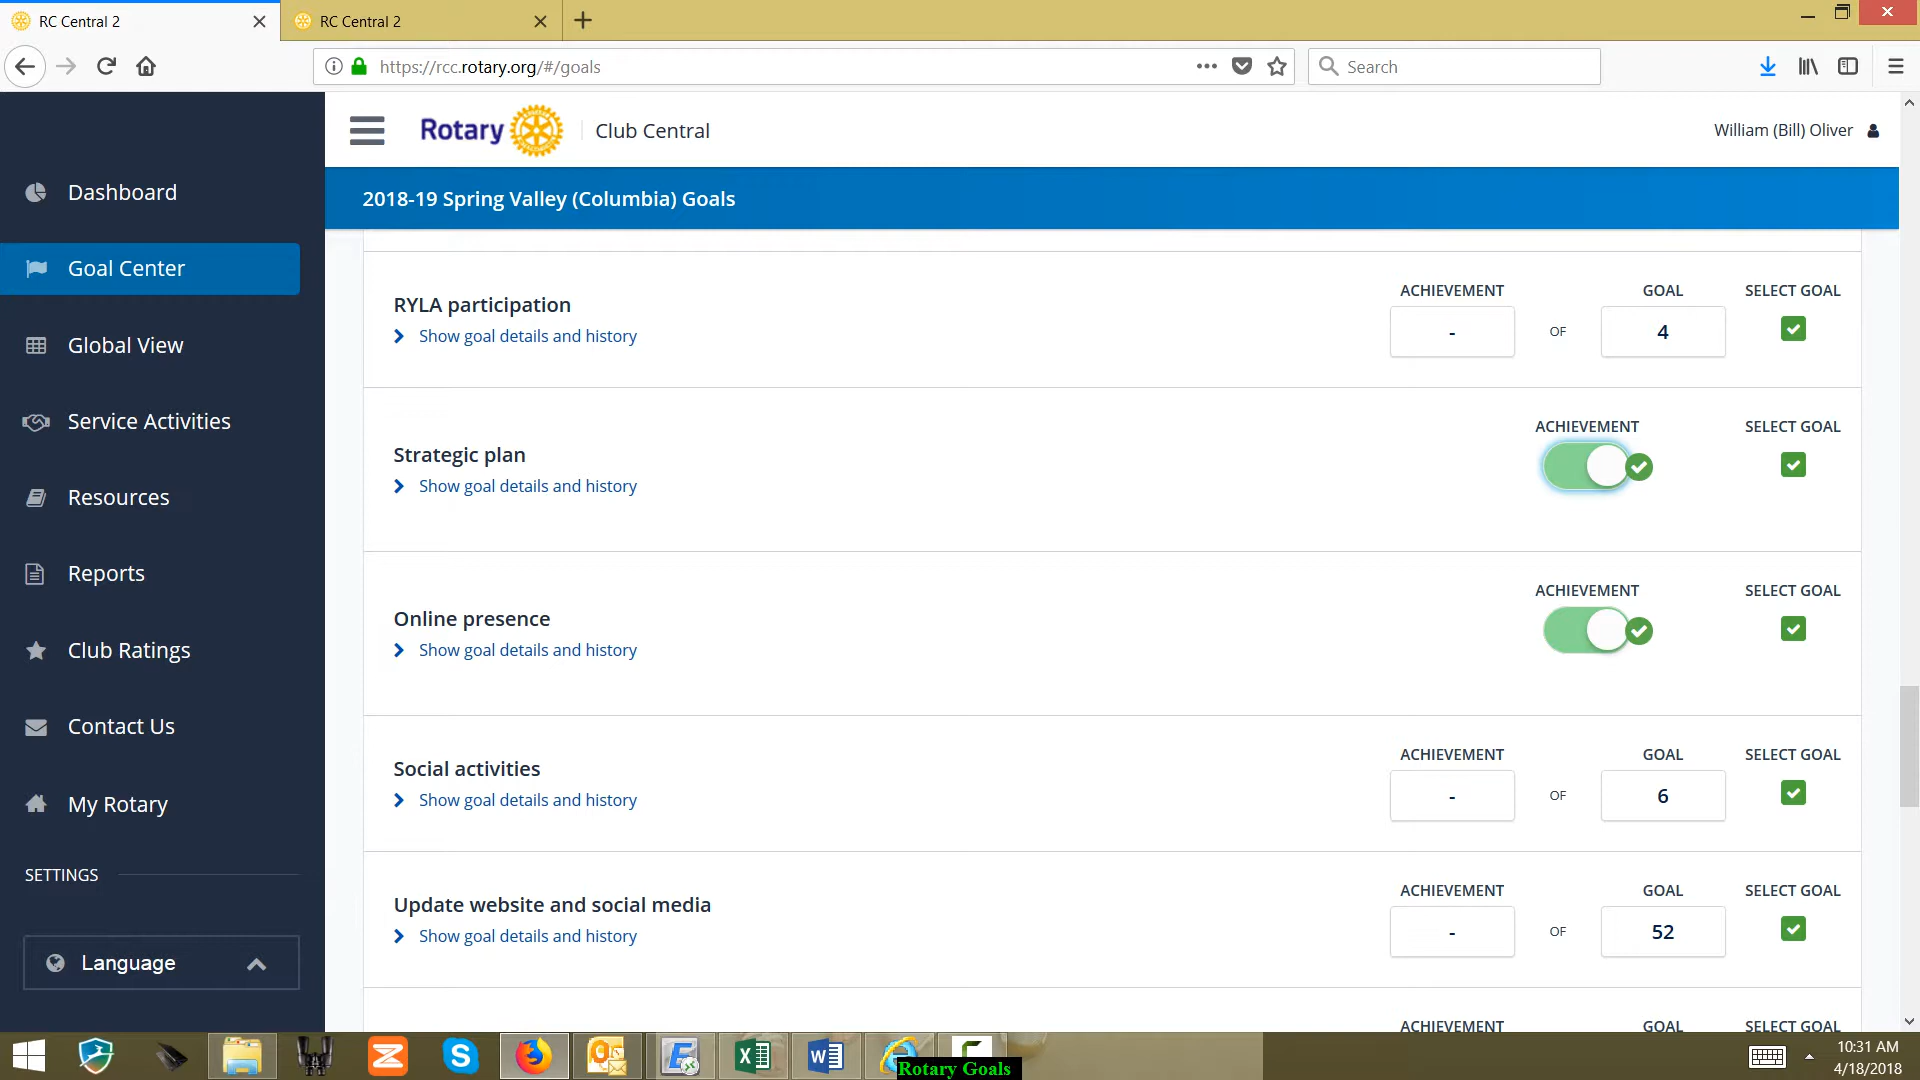 RC Central 2
RC Central 2
https://rcc.rotary.org/#/goals
Search
Rotary
Club Central
William (Bill) Oliver
2018-19 Spring Valley (Columbia) Goals
Dashboard
Goal Center
Global View
Service Activities
Resources
Reports
Club Ratings
Contact Us
My Rotary
SETTINGS
Language
RYLA participation
Show goal details and history
ACHIEVEMENT GOAL SELECT GOAL
- OF 4
Strategic plan
Show goal details and history
ACHIEVEMENT SELECT GOAL
Online presence
Show goal details and history
ACHIEVEMENT SELECT GOAL
Social activities
Show goal details and history
ACHIEVEMENT GOAL SELECT GOAL
- OF 6
Update website and social media
Show goal details and history
ACHIEVEMENT GOAL SELECT GOAL
- OF 52
ACHIEVEMENT GOAL SELECT GOAL
Rotary Goals
10:31 AM
4/18/2018